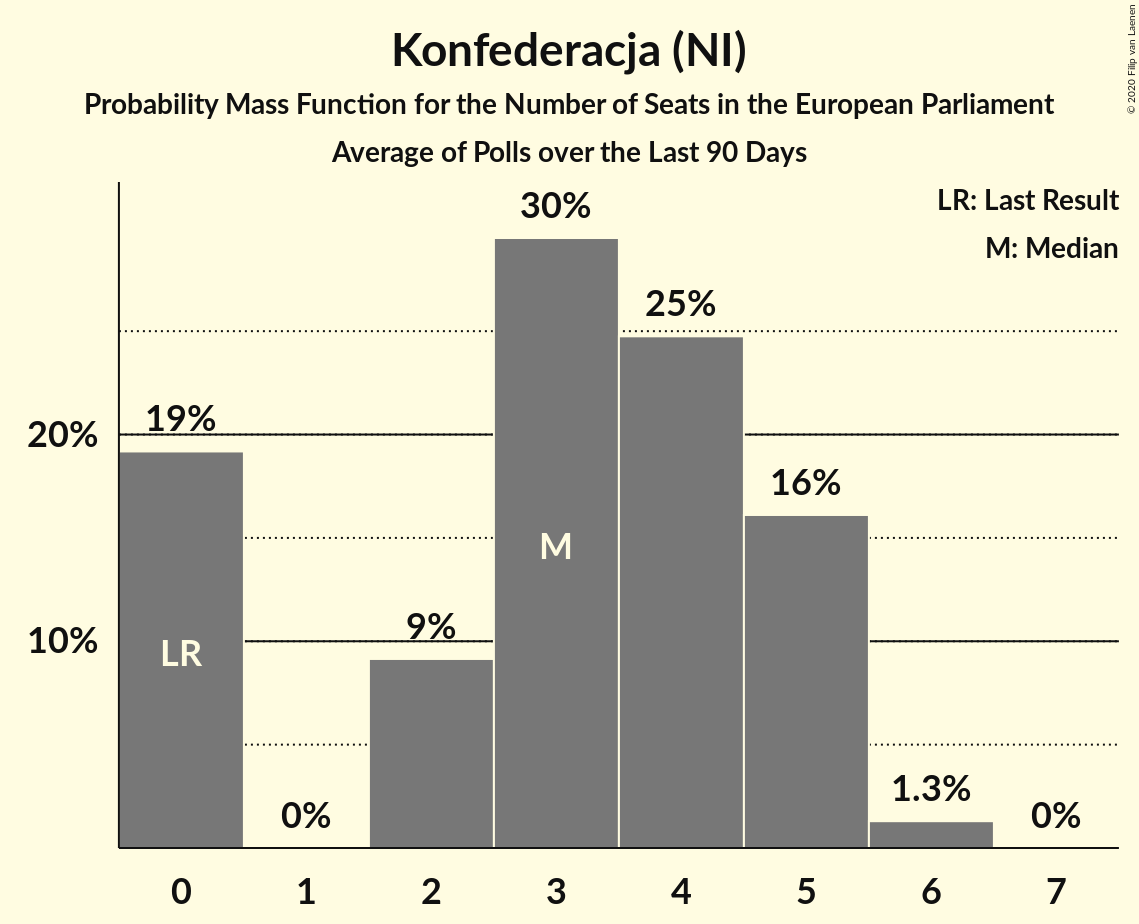 Konfederacja (NI)
Probability Mass Function for the Number of Seats in the European Parliament
Average of Polls over the Last 90 Days
© 2020 Filip van Laenen
LR: Last Result
M: Median
30%
25%
19%
20%
16%
M
9%
10%
LR
1.3%
0%
0%
0 1 2 3 4 5 6 7